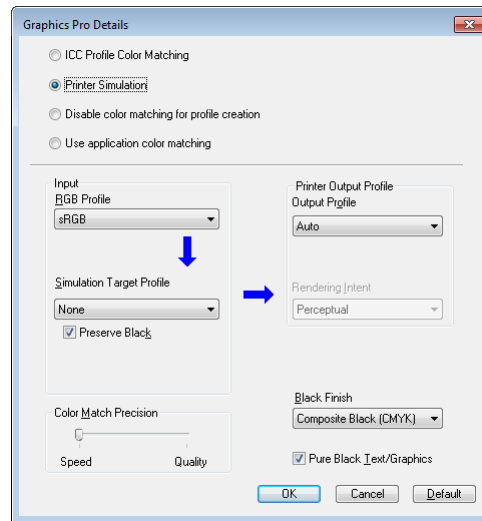 Graphics Pro Details
ICC Profile Color Matching
Printer Simulation
Disable color matching for profile creation
Use application color matching
Input
RGB Profile
sRGB
Simulation Target Profile
None
Preserve Black
Color Match Precision
Speed Quality
Printer Output Profile
Output Profile
Auto
Rendering Intent
Perceptual
Black Finish
Composite Black (CMYK)
Pure Black Text/Graphics
OK Cancel Default